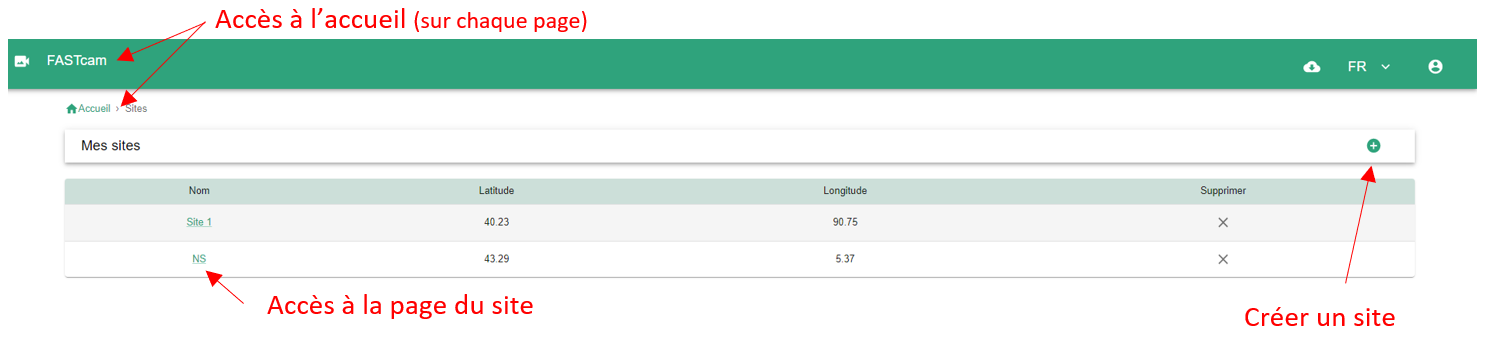 Accès à l’accueil (sur chaque page)
FASTcam
FR
Accueil › Sites
Mes sites
Nom Latitude Longitude Supprimer
Site 1 40.23 90.75
NS 43.29 5.37
Accès à la page du site
Créer un site